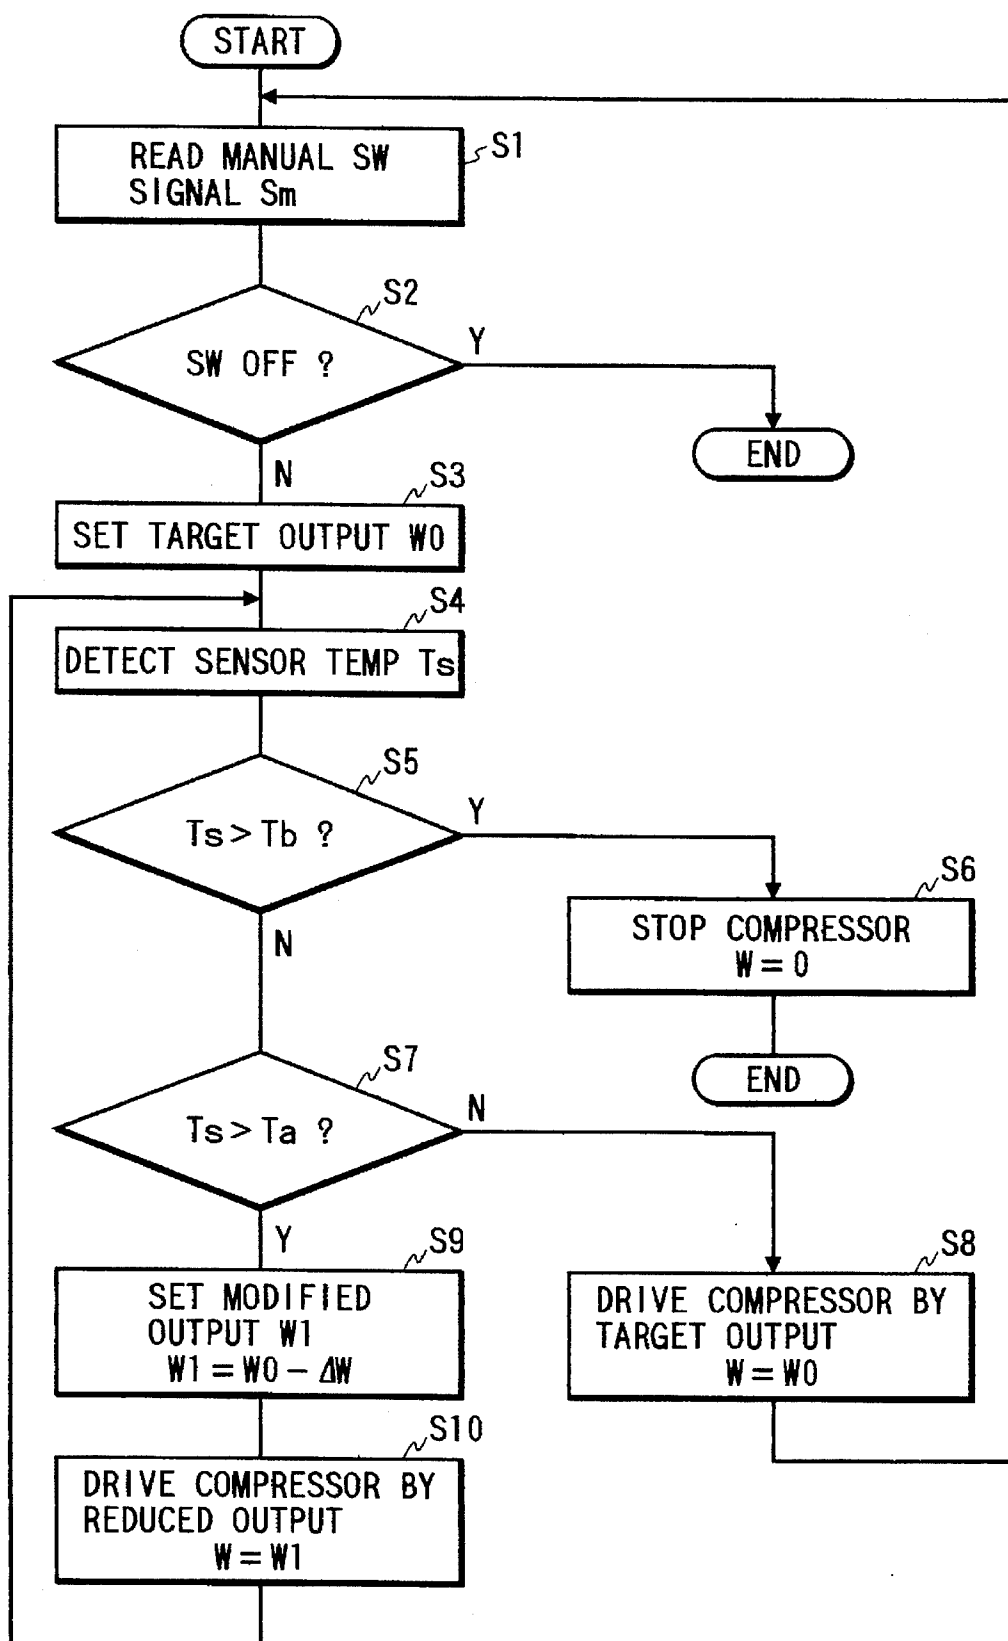 START
READ MANUAL SW
SIGNAL Sm
S1
S2
SW OFF ?
Y
END
N
S3
SET TARGET OUTPUT W0
S4
DETECT SENSOR TEMP Ts
S5
Ts > Tb ?
Y
S6
STOP COMPRESSOR
W = 0
N
END
S7
Ts > Ta ?
N
Y
S9
SET MODIFIED
OUTPUT W1
W1 = W0 - ΔW
S8
DRIVE COMPRESSOR BY
TARGET OUTPUT
W = W0
S10
DRIVE COMPRESSOR BY
REDUCED OUTPUT
W = W1